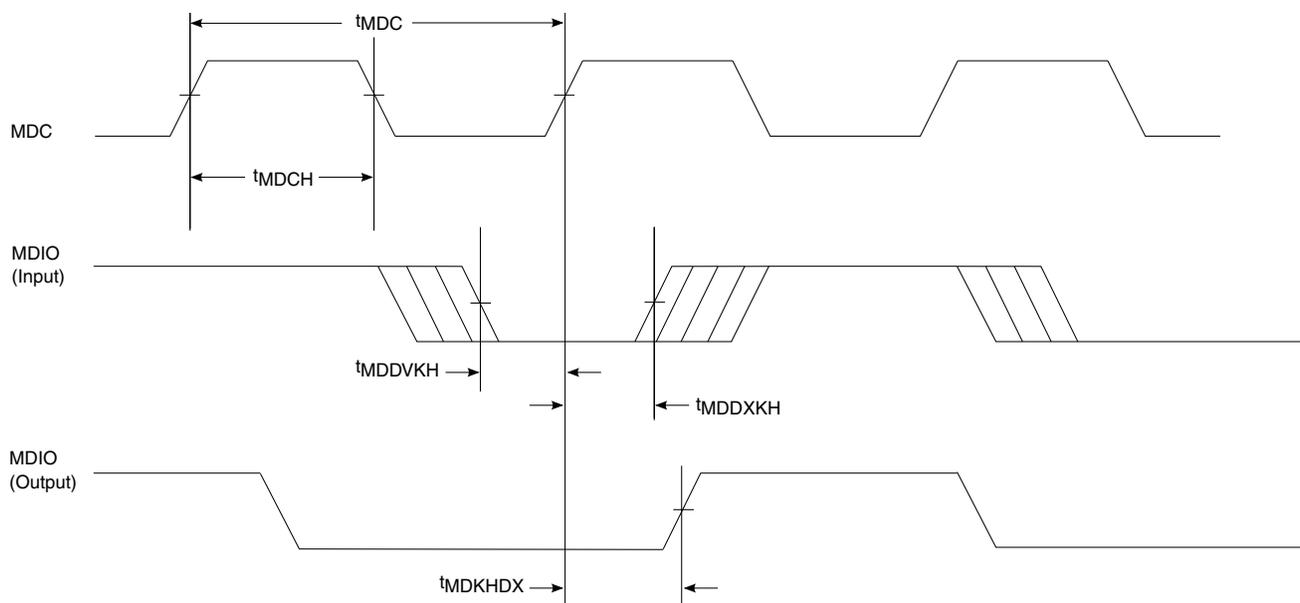 tMDC
MDC
tMDCH
MDIO
(Input)
tMDDVKH
tMDDXKH
MDIO
(Output)
tMDKHDX